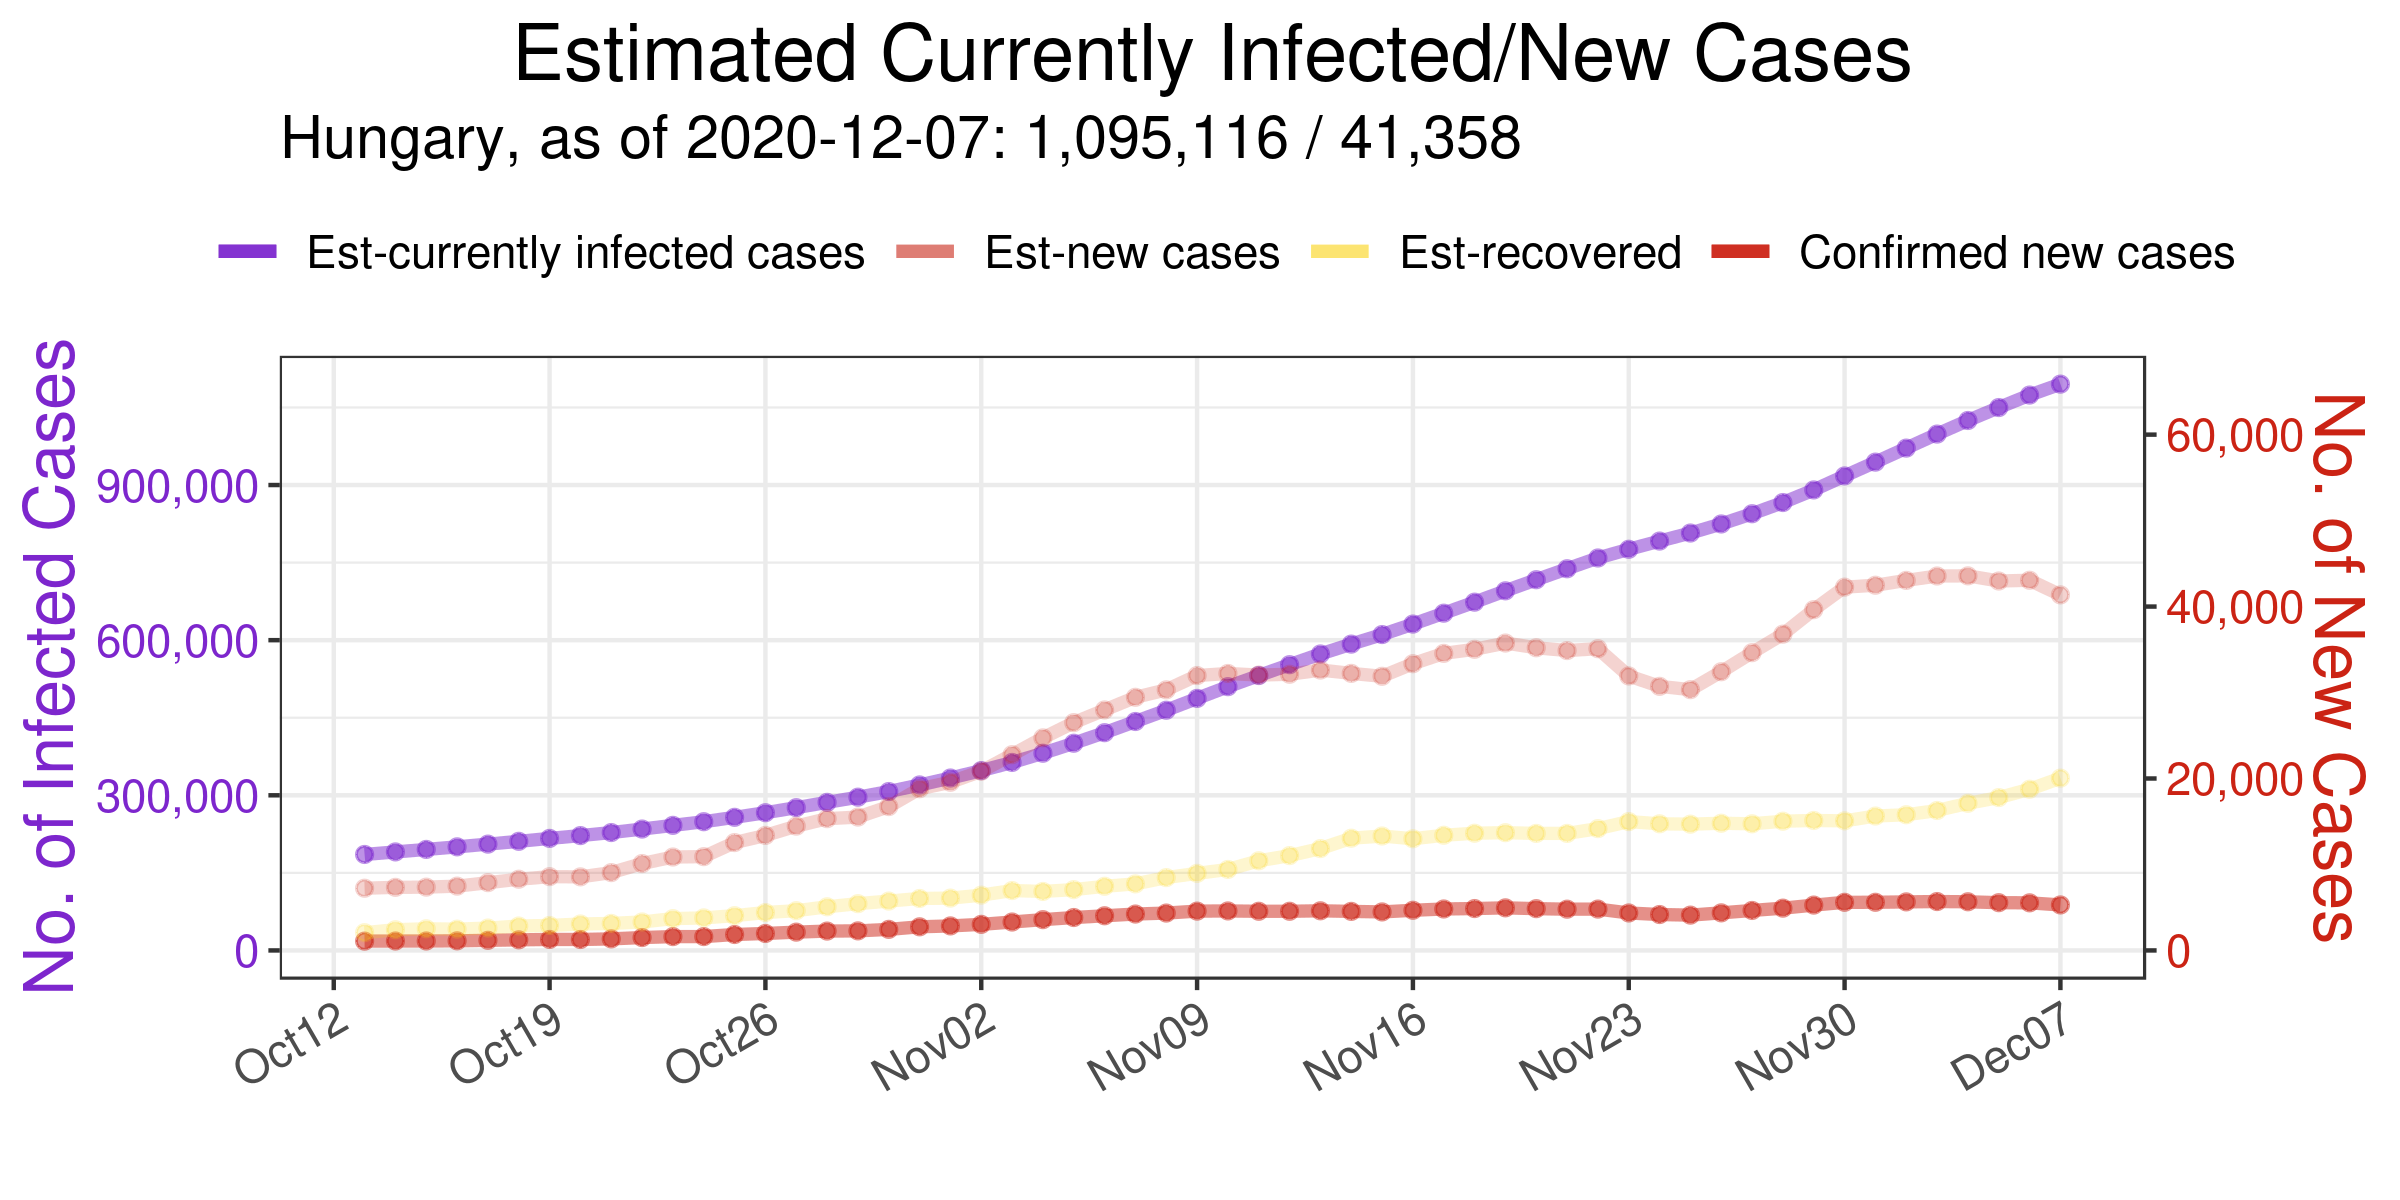 Estimated Currently Infected/New Cases
Hungary, as of 2020-12-07: 1,095,116 / 41,358
Est-currently infected cases Est-new cases Est-recovered Confirmed new cases
No. of Infected Cases
900,000
600,000
300,000
0
60,000
40,000
20,000
0
No. of New Cases
Oct12 Oct19 Oct26 Nov02 Nov09 Nov16 Nov23 Nov30 Dec07